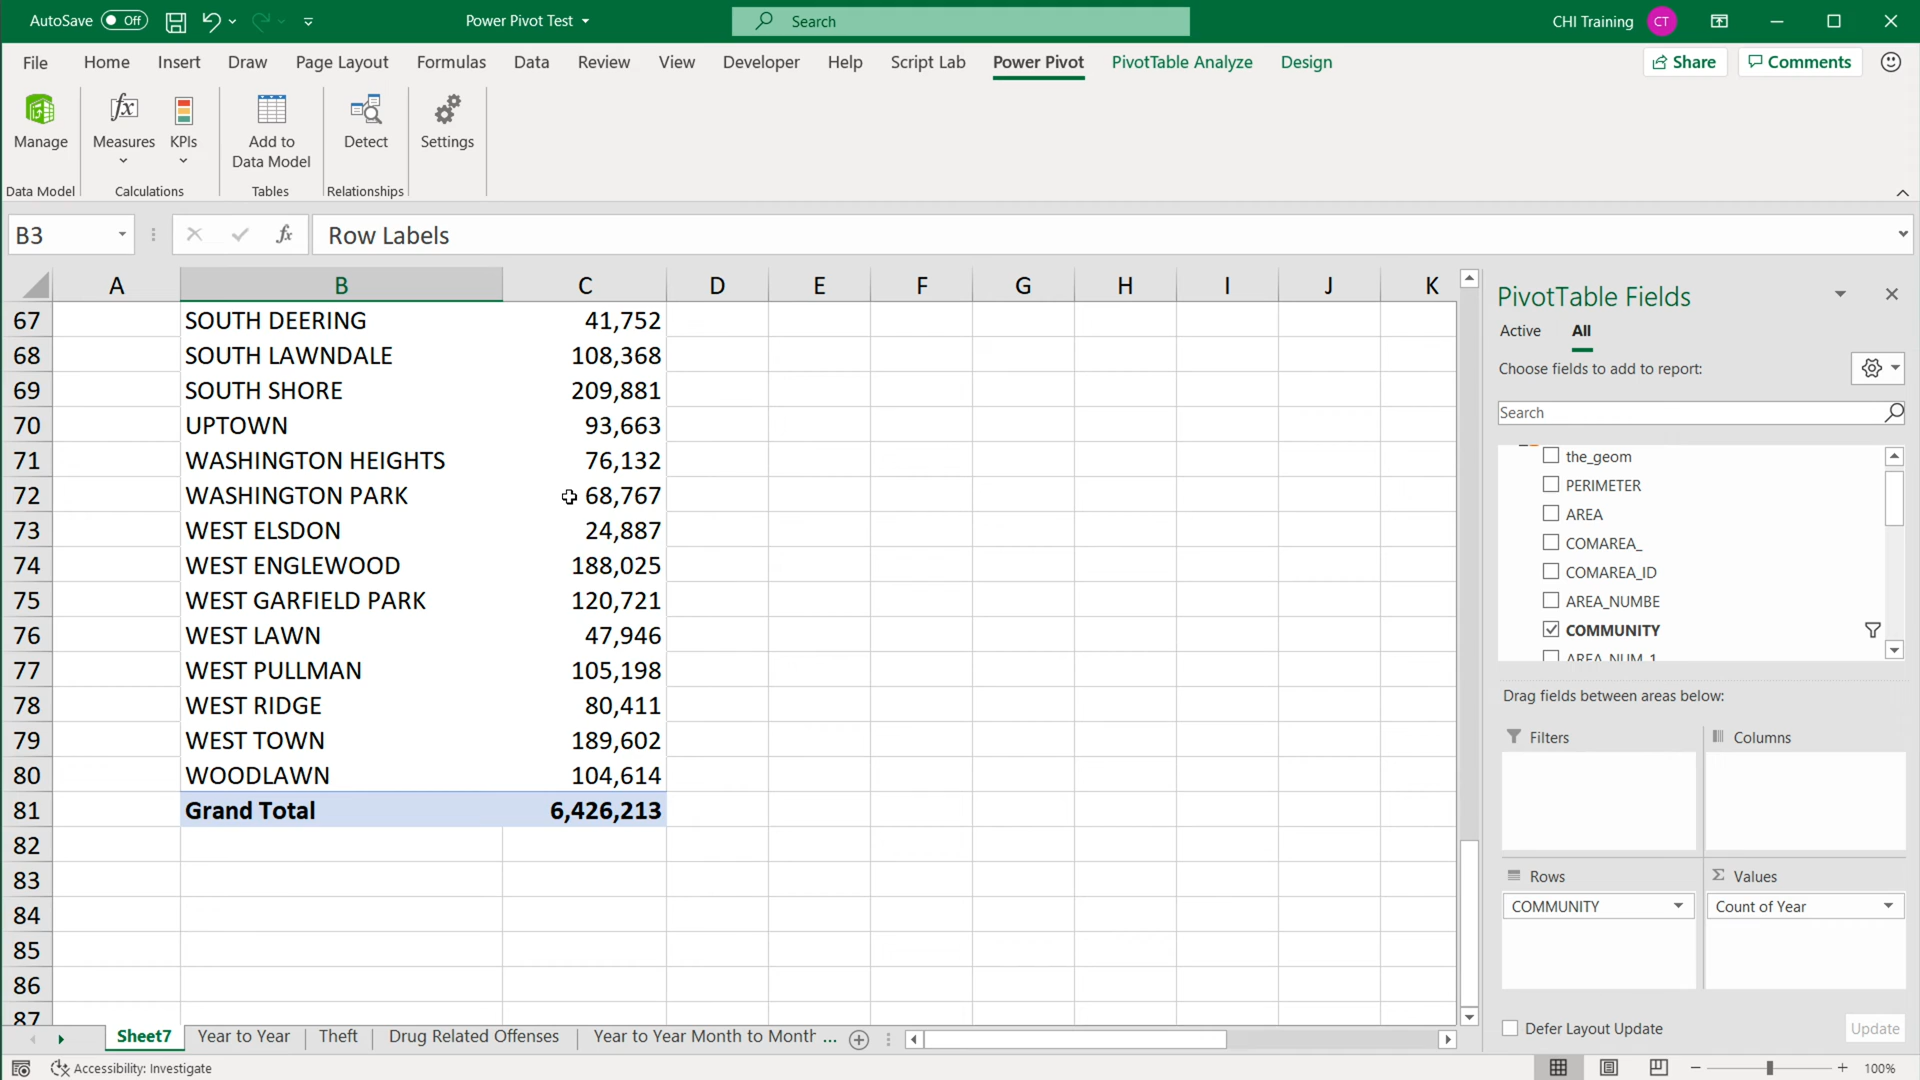 AutoSave Off Power Pivot Test Search CHI Training CT
File Home Insert Draw Page Layout Formulas Data Review View Developer Help Script Lab Power Pivot PivotTable Analyze Design Share Comments
Manage Measures KPIs Add to Detect Settings
Data Model
Data Model Calculations Tables Relationships
B3 fx Row Labels
A B C D E F G H I J K
67 SOUTH DEERING 41,752
68 SOUTH LAWNDALE 108,368
69 SOUTH SHORE 209,881
70 UPTOWN 93,663
71 WASHINGTON HEIGHTS 76,132
72 WASHINGTON PARK 68,767
73 WEST ELSDON 24,887
74 WEST ENGLEWOOD 188,025
75 WEST GARFIELD PARK 120,721
76 WEST LAWN 47,946
77 WEST PULLMAN 105,198
78 WEST RIDGE 80,411
79 WEST TOWN 189,602
80 WOODLAWN 104,614
81 Grand Total 6,426,213
82
83
84
85
86
87
PivotTable Fields
Active All
Choose fields to add to report:
Search
the_geom
PERIMETER
AREA
COMAREA_
COMAREA_ID
AREA_NUMBE
COMMUNITY
AREA_NUM_1
Drag fields between areas below:
Filters Columns
Rows Σ Values
COMMUNITY Count of Year
Defer Layout Update Update
Sheet7 Year to Year Theft Drug Related Offenses Year to Year Month to Month ...
Accessibility: Investigate 100%